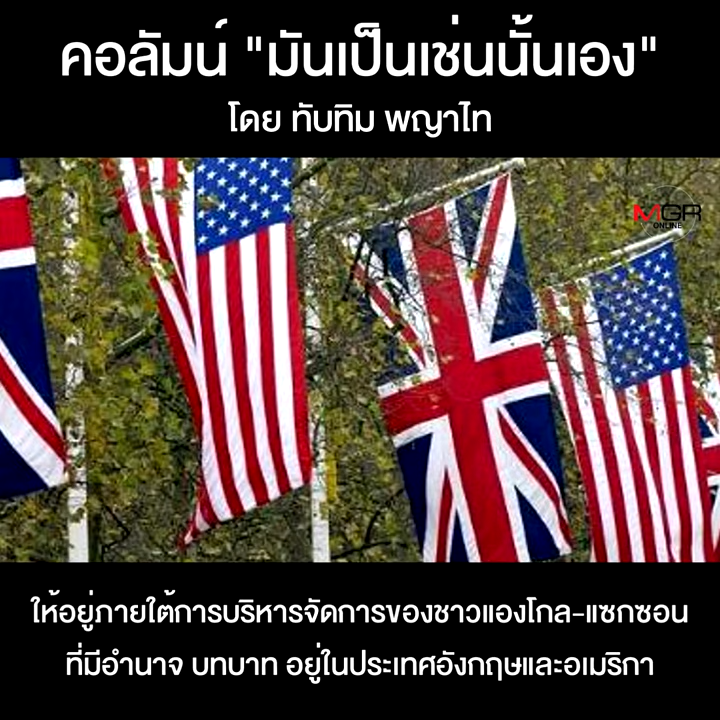 คอลัมน์ "มันเป็นเช่นนั้นเอง"
โดย ทับทิม พญาไท
MGR
ONLINE
ให้อยู่ภายใต้การบริหารจัดการของชาวแองโกล-แซกซอน
ที่มีอำนาจ บทบาท อยู่ในประเทศอังกฤษและอเมริกา